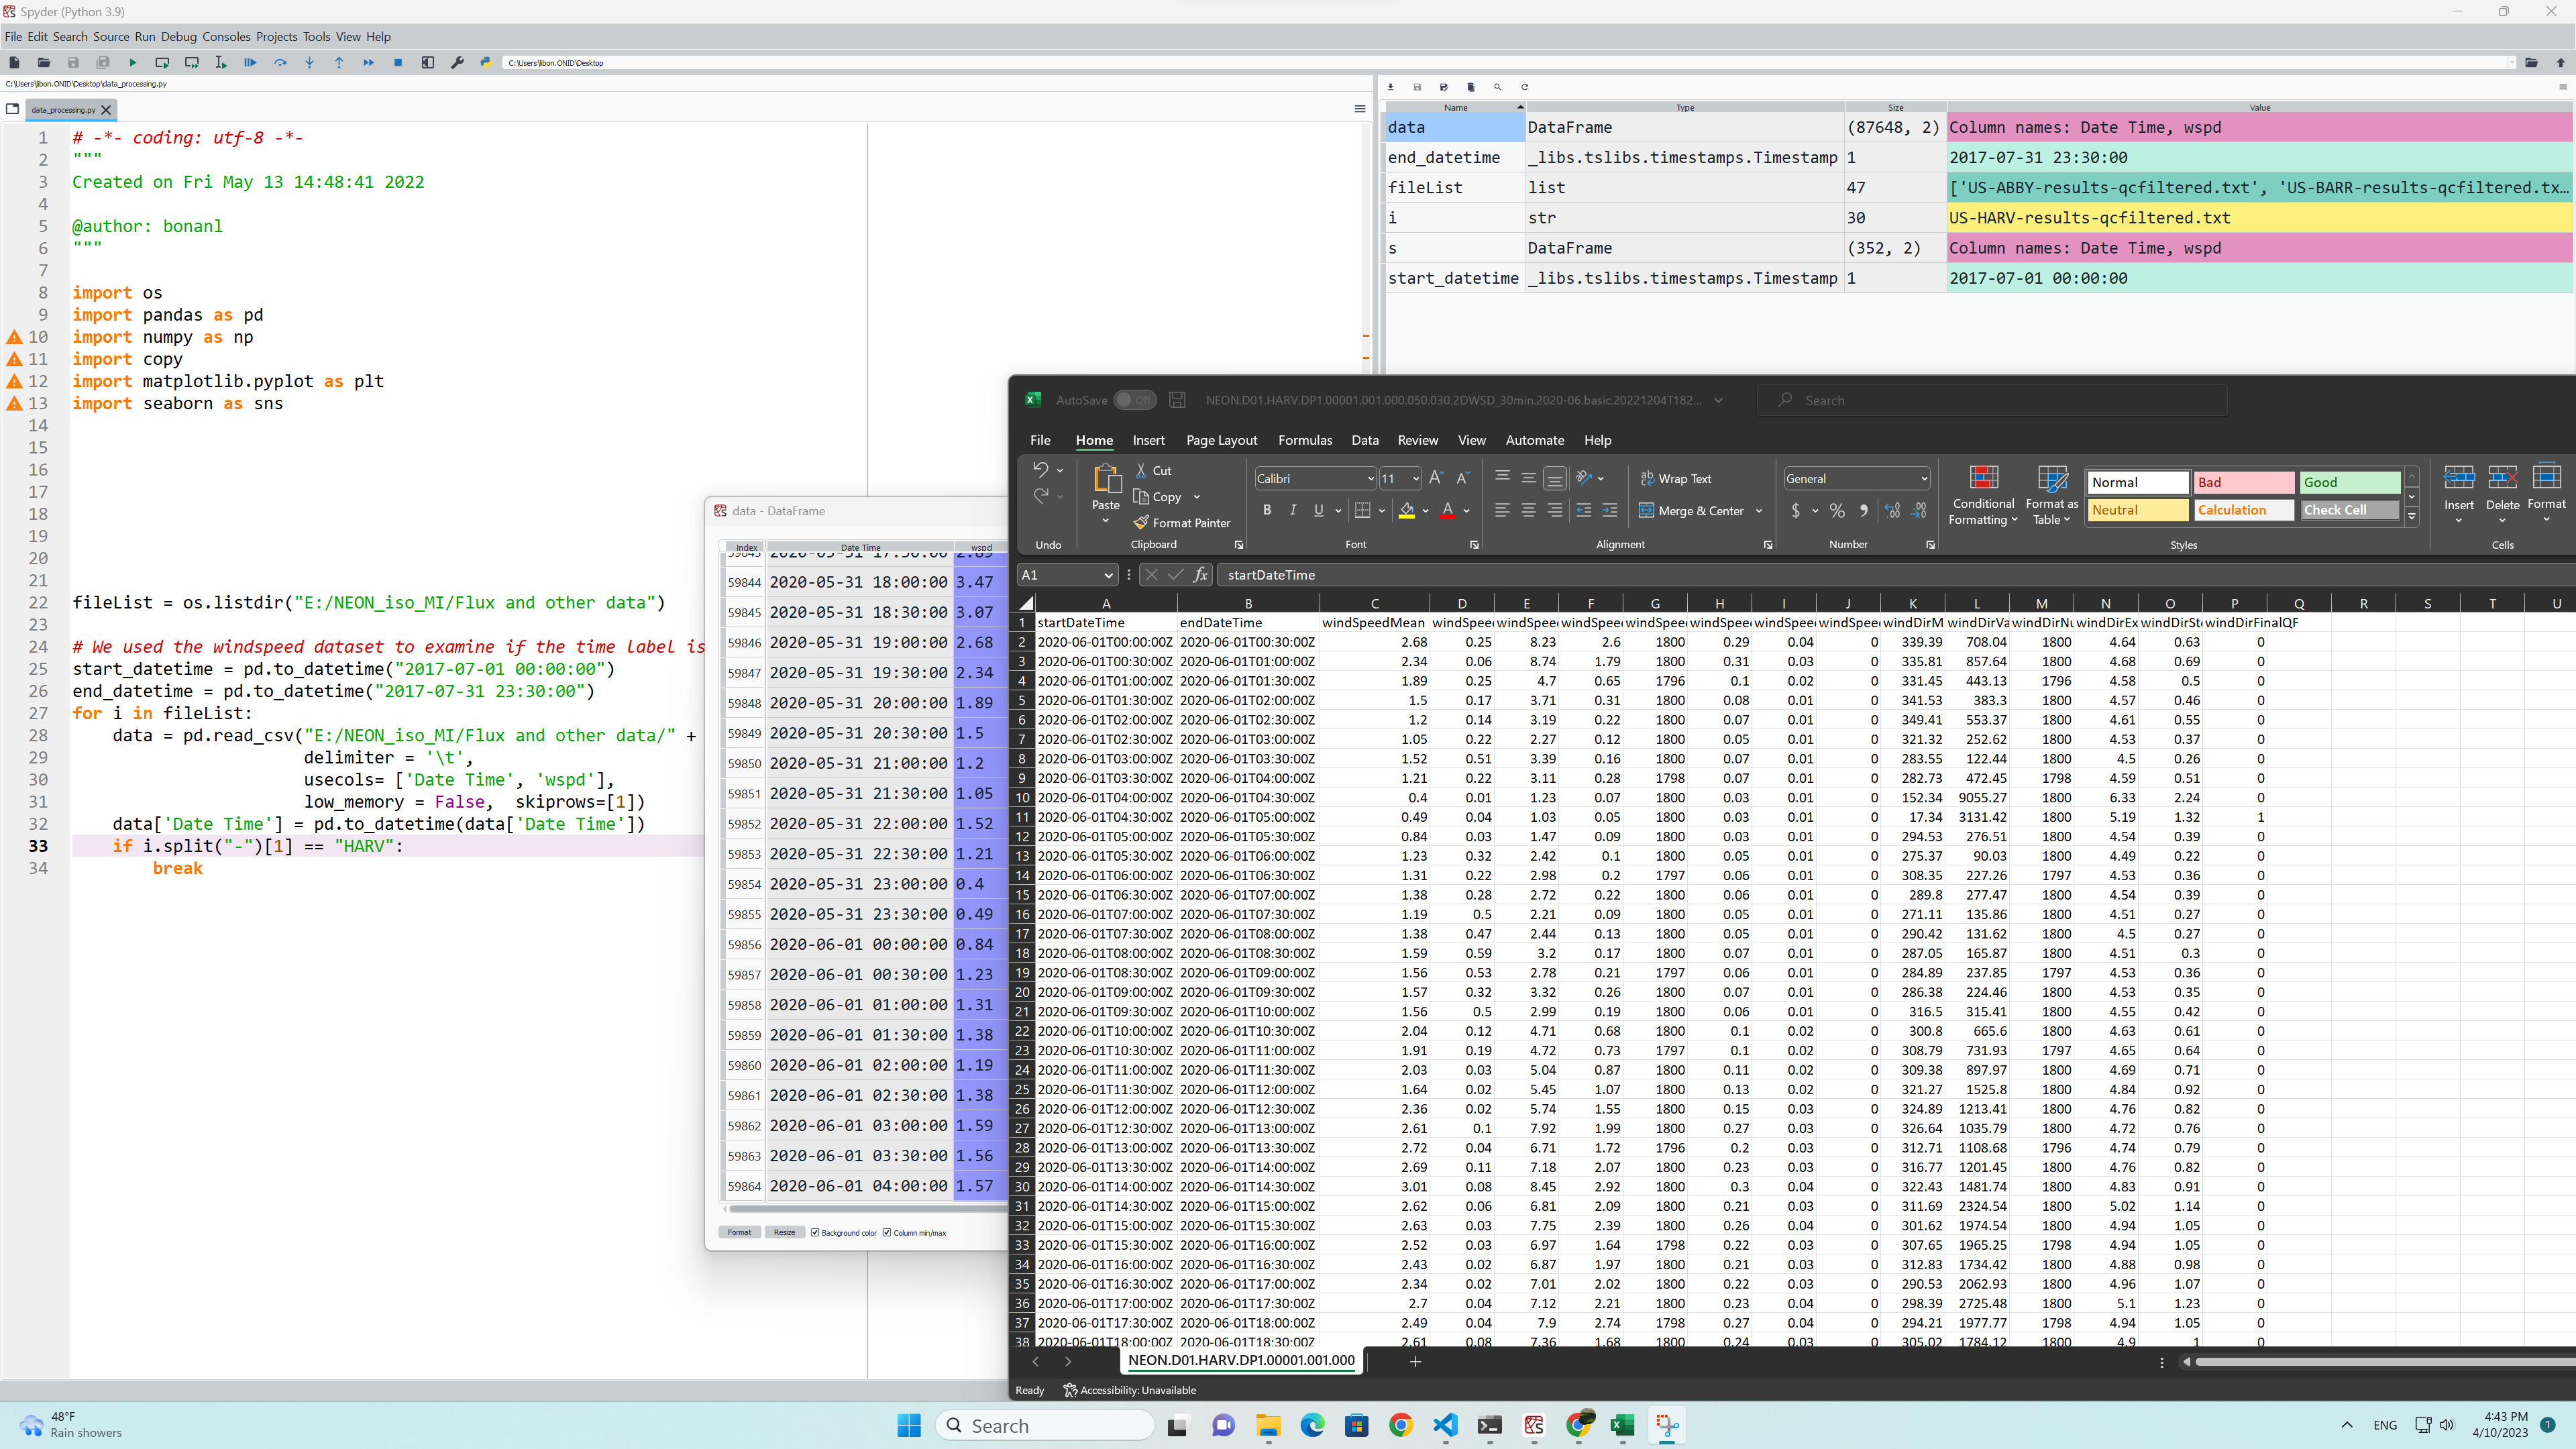 Spyder (Python 3.9)
File Edit Search Source Run Debug Consoles Projects Tools View Help
C:\Users\libon.ONID\Desktop
C:\Users\libon.ONID\Desktop\data_processing.py
data_processing.py
1 # -*- coding: utf-8 -*-
2 """
3 Created on Fri May 13 14:48:41 2022
4
5 @author: bonanl
6 """
7
8 import os
9 import pandas as pd
10 import numpy as np
11 import copy
12 import matplotlib.pyplot as plt
13 import seaborn as sns
14
15
16
17
18
19
20
21
22 fileList = os.listdir("E:/NEON_iso_MI/Flux and other data")
23
24 # We used the windspeed dataset to examine if the time label is
25 start_datetime = pd.to_datetime("2017-07-01 00:00:00")
26 end_datetime = pd.to_datetime("2017-07-31 23:30:00")
27 for i in fileList:
28 data = pd.read_csv("E:/NEON_iso_MI/Flux and other data/" +
29 delimiter = '\t',
30 usecols= ['Date Time', 'wspd'],
31 low_memory = False, skiprows=[1])
32 data['Date Time'] = pd.to_datetime(data['Date Time'])
33 if i.split("-")[1] == "HARV":
34 break
Name Type Size Value
data DataFrame (87648, 2) Column names: Date Time, wspd
end_datetime _libs.tslibs.timestamps.Timestamp 1 2017-07-31 23:30:00
fileList list 47 ['US-ABBY-results-qcfiltered.txt', 'US-BARR-results-qcfiltered.tx…
i str 30 US-HARV-results-qcfiltered.txt
s DataFrame (352, 2) Column names: Date Time, wspd
start_datetime _libs.tslibs.timestamps.Timestamp 1 2017-07-01 00:00:00
data - DataFrame
Index Date Time wspd
59843 2020-05-31 17:30:00 2.89
59844 2020-05-31 18:00:00 3.47
59845 2020-05-31 18:30:00 3.07
59846 2020-05-31 19:00:00 2.68
59847 2020-05-31 19:30:00 2.34
59848 2020-05-31 20:00:00 1.89
59849 2020-05-31 20:30:00 1.5
59850 2020-05-31 21:00:00 1.2
59851 2020-05-31 21:30:00 1.05
59852 2020-05-31 22:00:00 1.52
59853 2020-05-31 22:30:00 1.21
59854 2020-05-31 23:00:00 0.4
59855 2020-05-31 23:30:00 0.49
59856 2020-06-01 00:00:00 0.84
59857 2020-06-01 00:30:00 1.23
59858 2020-06-01 01:00:00 1.31
59859 2020-06-01 01:30:00 1.38
59860 2020-06-01 02:00:00 1.19
59861 2020-06-01 02:30:00 1.38
59862 2020-06-01 03:00:00 1.59
59863 2020-06-01 03:30:00 1.56
59864 2020-06-01 04:00:00 1.57
Format Resize Background color Column min/max
AutoSave Off NEON.D01.HARV.DP1.00001.001.000.050.030.2DWSD_30min.2020-06.basic.20221204T182... Search
File Home Insert Page Layout Formulas Data Review View Automate Help
Cut
Copy
Format Painter
Paste
Calibri 11
B I U
Wrap Text
Merge & Center
General
$ % 9
Conditional Formatting
Format as Table
Normal Bad Good
Neutral Calculation Check Cell
Insert Delete Format
Undo Clipboard Font Alignment Number Styles Cells
A1 fx startDateTime
A B C D E F G H I J K L M N O P Q R S T U
1 startDateTime endDateTime windSpeedMean windSpeed windSpee windSpee windSpee windSpee windSpee windSpee windDirM windDirVa windDirNu windDirEx windDirSt windDirFinalQF
2 2020-06-01T00:00:00Z 2020-06-01T00:30:00Z 2.68 0.25 8.23 2.6 1800 0.29 0.04 0 339.39 708.04 1800 4.64 0.63 0
3 2020-06-01T00:30:00Z 2020-06-01T01:00:00Z 2.34 0.06 8.74 1.79 1800 0.31 0.03 0 335.81 857.64 1800 4.68 0.69 0
4 2020-06-01T01:00:00Z 2020-06-01T01:30:00Z 1.89 0.25 4.7 0.65 1796 0.1 0.02 0 331.45 443.13 1796 4.58 0.5 0
5 2020-06-01T01:30:00Z 2020-06-01T02:00:00Z 1.5 0.17 3.71 0.31 1800 0.08 0.01 0 341.53 383.3 1800 4.57 0.46 0
6 2020-06-01T02:00:00Z 2020-06-01T02:30:00Z 1.2 0.14 3.19 0.22 1800 0.07 0.01 0 349.41 553.37 1800 4.61 0.55 0
7 2020-06-01T02:30:00Z 2020-06-01T03:00:00Z 1.05 0.22 2.27 0.12 1800 0.05 0.01 0 321.32 252.62 1800 4.53 0.37 0
8 2020-06-01T03:00:00Z 2020-06-01T03:30:00Z 1.52 0.51 3.39 0.16 1800 0.07 0.01 0 283.55 122.44 1800 4.5 0.26 0
9 2020-06-01T03:30:00Z 2020-06-01T04:00:00Z 1.21 0.22 3.11 0.28 1798 0.07 0.01 0 282.73 472.45 1798 4.59 0.51 0
10 2020-06-01T04:00:00Z 2020-06-01T04:30:00Z 0.4 0.01 1.23 0.07 1800 0.03 0.01 0 152.34 9055.27 1800 6.33 2.24 0
11 2020-06-01T04:30:00Z 2020-06-01T05:00:00Z 0.49 0.04 1.03 0.05 1800 0.03 0.01 0 17.34 3131.42 1800 5.19 1.32 1
12 2020-06-01T05:00:00Z 2020-06-01T05:30:00Z 0.84 0.03 1.47 0.09 1800 0.03 0.01 0 294.53 276.51 1800 4.54 0.39 0
13 2020-06-01T05:30:00Z 2020-06-01T06:00:00Z 1.23 0.32 2.42 0.1 1800 0.05 0.01 0 275.37 90.03 1800 4.49 0.22 0
14 2020-06-01T06:00:00Z 2020-06-01T06:30:00Z 1.31 0.22 2.98 0.2 1797 0.06 0.01 0 308.35 227.26 1797 4.53 0.36 0
15 2020-06-01T06:30:00Z 2020-06-01T07:00:00Z 1.38 0.28 2.72 0.22 1800 0.06 0.01 0 289.8 277.47 1800 4.54 0.39 0
16 2020-06-01T07:00:00Z 2020-06-01T07:30:00Z 1.19 0.5 2.21 0.09 1800 0.05 0.01 0 271.11 135.86 1800 4.51 0.27 0
17 2020-06-01T07:30:00Z 2020-06-01T08:00:00Z 1.38 0.47 2.44 0.13 1800 0.05 0.01 0 290.42 131.62 1800 4.5 0.27 0
18 2020-06-01T08:00:00Z 2020-06-01T08:30:00Z 1.59 0.59 3.2 0.17 1800 0.07 0.01 0 287.05 165.87 1800 4.51 0.3 0
19 2020-06-01T08:30:00Z 2020-06-01T09:00:00Z 1.56 0.53 2.78 0.21 1797 0.06 0.01 0 284.89 237.85 1797 4.53 0.36 0
20 2020-06-01T09:00:00Z 2020-06-01T09:30:00Z 1.57 0.32 3.32 0.26 1800 0.07 0.01 0 286.38 224.46 1800 4.53 0.35 0
21 2020-06-01T09:30:00Z 2020-06-01T10:00:00Z 1.56 0.5 2.99 0.19 1800 0.06 0.01 0 316.5 315.41 1800 4.55 0.42 0
22 2020-06-01T10:00:00Z 2020-06-01T10:30:00Z 2.04 0.12 4.71 0.68 1800 0.1 0.02 0 300.8 665.6 1800 4.63 0.61 0
23 2020-06-01T10:30:00Z 2020-06-01T11:00:00Z 1.91 0.19 4.72 0.73 1797 0.1 0.02 0 308.79 731.93 1797 4.65 0.64 0
24 2020-06-01T11:00:00Z 2020-06-01T11:30:00Z 2.03 0.03 5.04 0.87 1800 0.11 0.02 0 309.38 897.97 1800 4.69 0.71 0
25 2020-06-01T11:30:00Z 2020-06-01T12:00:00Z 1.64 0.02 5.45 1.07 1800 0.13 0.02 0 321.27 1525.8 1800 4.84 0.92 0
26 2020-06-01T12:00:00Z 2020-06-01T12:30:00Z 2.36 0.02 5.74 1.55 1800 0.15 0.03 0 324.89 1213.41 1800 4.76 0.82 0
27 2020-06-01T12:30:00Z 2020-06-01T13:00:00Z 2.61 0.1 7.92 1.99 1800 0.27 0.03 0 326.64 1035.79 1800 4.72 0.76 0
28 2020-06-01T13:00:00Z 2020-06-01T13:30:00Z 2.72 0.04 6.71 1.72 1796 0.2 0.03 0 312.71 1108.68 1796 4.74 0.79 0
29 2020-06-01T13:30:00Z 2020-06-01T14:00:00Z 2.69 0.11 7.18 2.07 1800 0.23 0.03 0 316.77 1201.45 1800 4.76 0.82 0
30 2020-06-01T14:00:00Z 2020-06-01T14:30:00Z 3.01 0.08 8.45 2.92 1800 0.3 0.04 0 322.43 1481.74 1800 4.83 0.91 0
31 2020-06-01T14:30:00Z 2020-06-01T15:00:00Z 2.62 0.06 6.81 2.09 1800 0.21 0.03 0 311.69 2324.54 1800 5.02 1.14 0
32 2020-06-01T15:00:00Z 2020-06-01T15:30:00Z 2.63 0.03 7.75 2.39 1800 0.26 0.04 0 301.62 1974.54 1800 4.94 1.05 0
33 2020-06-01T15:30:00Z 2020-06-01T16:00:00Z 2.52 0.03 6.97 1.64 1798 0.22 0.03 0 307.65 1965.25 1798 4.94 1.05 0
34 2020-06-01T16:00:00Z 2020-06-01T16:30:00Z 2.43 0.02 6.87 1.97 1800 0.21 0.03 0 312.83 1734.42 1800 4.88 0.98 0
35 2020-06-01T16:30:00Z 2020-06-01T17:00:00Z 2.34 0.02 7.01 2.02 1800 0.22 0.03 0 290.53 2062.93 1800 4.96 1.07 0
36 2020-06-01T17:00:00Z 2020-06-01T17:30:00Z 2.7 0.04 7.12 2.21 1800 0.23 0.04 0 298.39 2725.48 1800 5.1 1.23 0
37 2020-06-01T17:30:00Z 2020-06-01T18:00:00Z 2.49 0.04 7.9 2.74 1798 0.27 0.04 0 294.21 1977.77 1798 4.94 1.05 0
38 2020-06-01T18:00:00Z 2020-06-01T18:30:00Z 2.61 0.08 7.36 1.68 1800 0.24 0.03 0 305.02 1784.12 1800 4.9 1 0
NEON.D01.HARV.DP1.00001.001.000
Ready Accessibility: Unavailable
48°F
Rain showers
Search
ENG
4:43 PM
4/10/2023
1